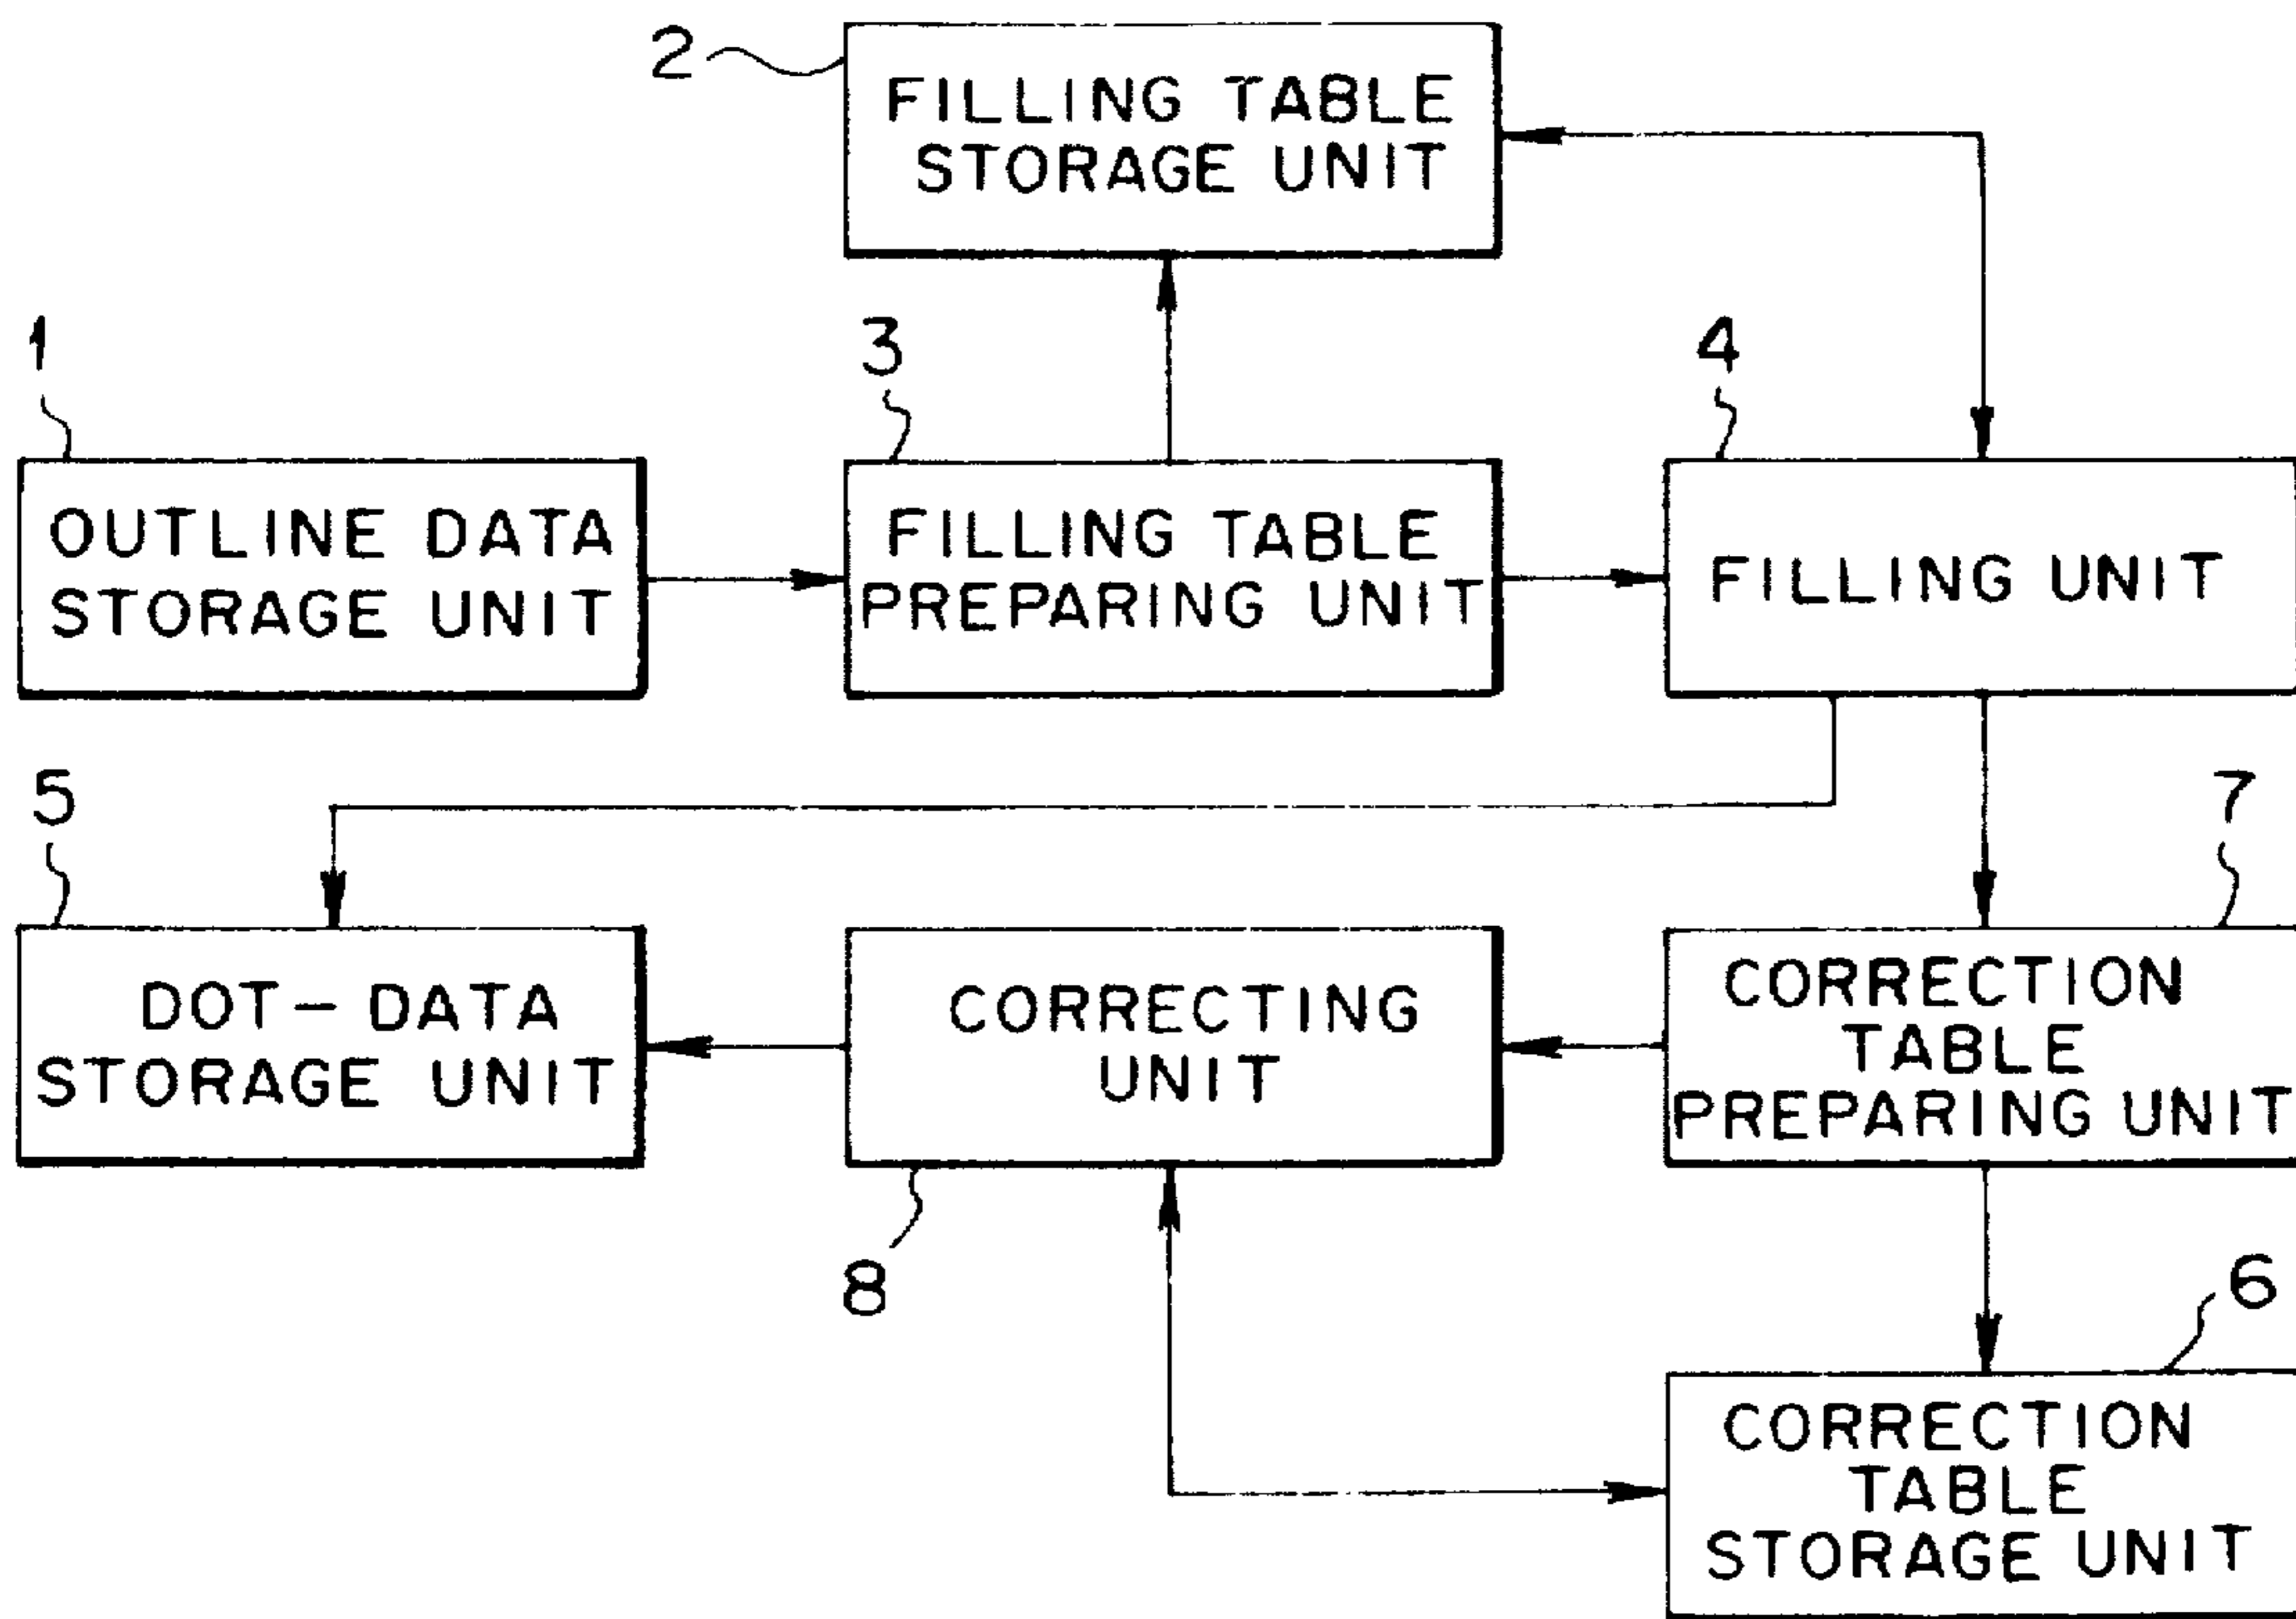 2
FILLING TABLE
STORAGE UNIT
1
3
4
OUTLINE DATA
STORAGE UNIT
FILLING TABLE
PREPARING UNIT
FILLING UNIT
5
7
DOT-DATA
STORAGE UNIT
CORRECTING
UNIT
CORRECTION
TABLE
PREPARING UNIT
8
6
CORRECTION
TABLE
STORAGE UNIT